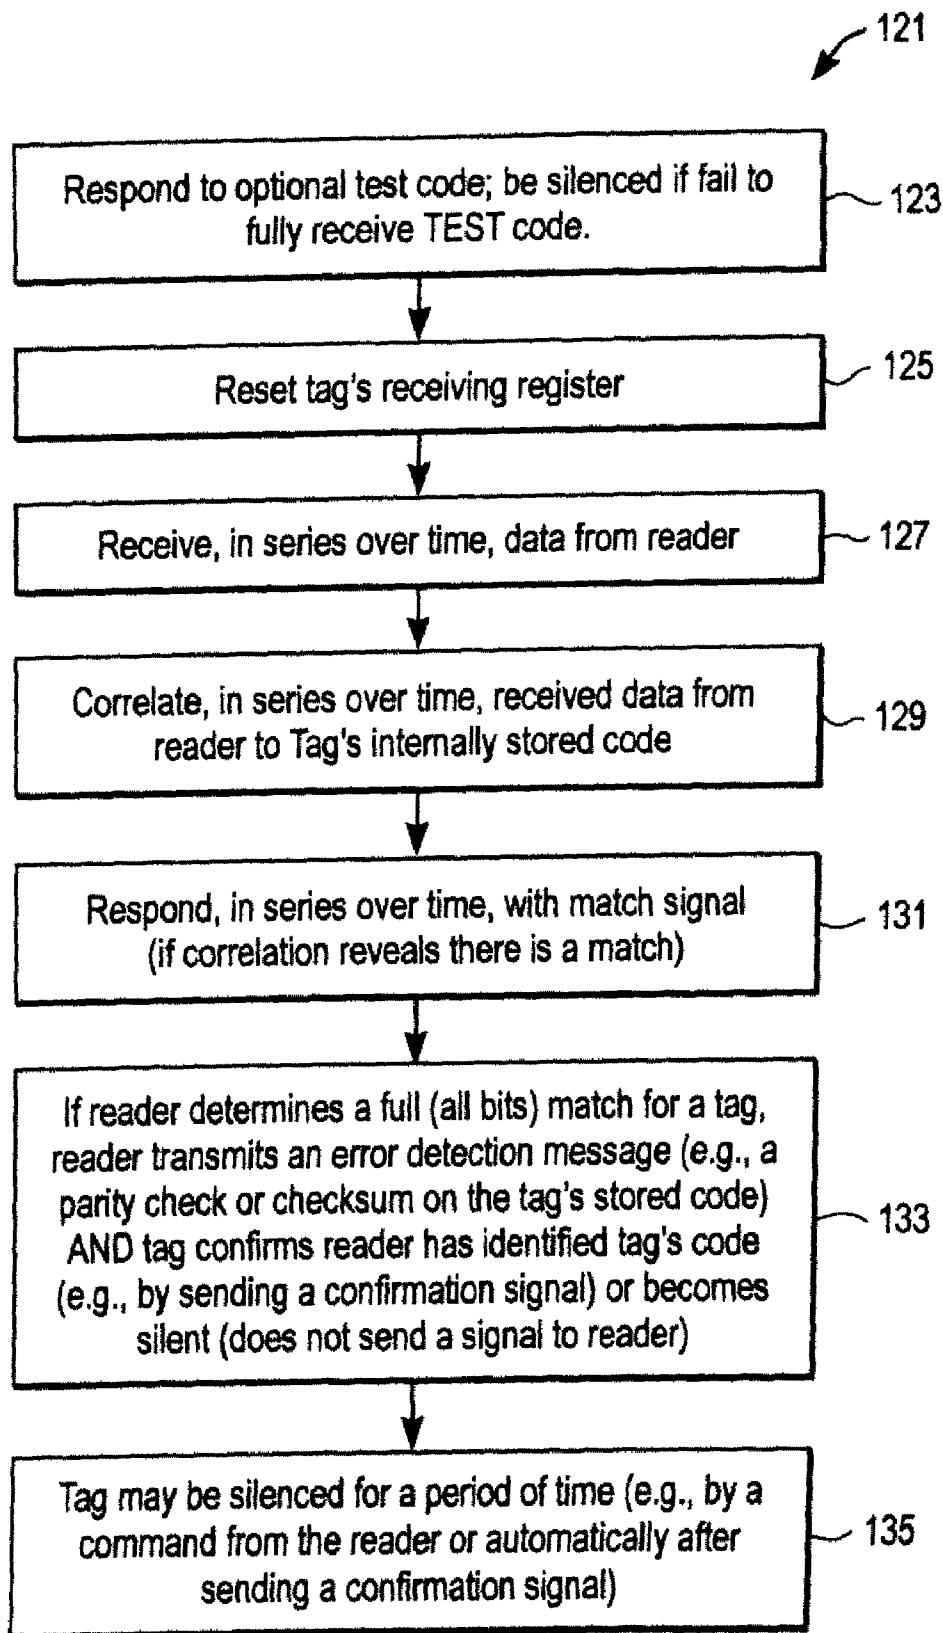 121
Respond to optional test code; be silenced if fail to
fully receive TEST code.
123
Reset tag's receiving register
125
Receive, in series over time, data from reader
127
Correlate, in series over time, received data from
reader to Tag's internally stored code
129
Respond, in series over time, with match signal
(if correlation reveals there is a match)
131
If reader determines a full (all bits) match for a tag,
reader transmits an error detection message (e.g., a
parity check or checksum on the tag's stored code)
AND tag confirms reader has identified tag's code
(e.g., by sending a confirmation signal) or becomes
silent (does not send a signal to reader)
133
Tag may be silenced for a period of time (e.g., by a
command from the reader or automatically after
sending a confirmation signal)
135